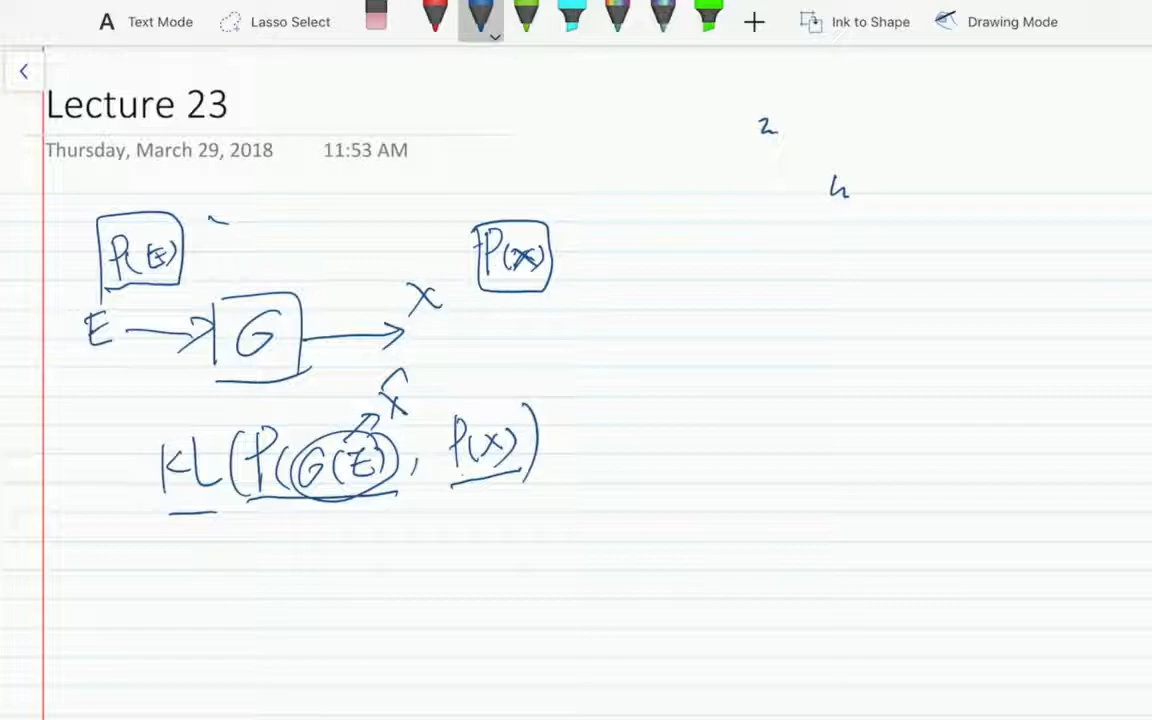 Text Mode Lasso Select Ink to Shape Drawing Mode
Lecture 23
Thursday, March 29, 2018 11:53 AM
2
h
P(z) P(x)
z G X
x̂
KL (P(G(z)), P(x))